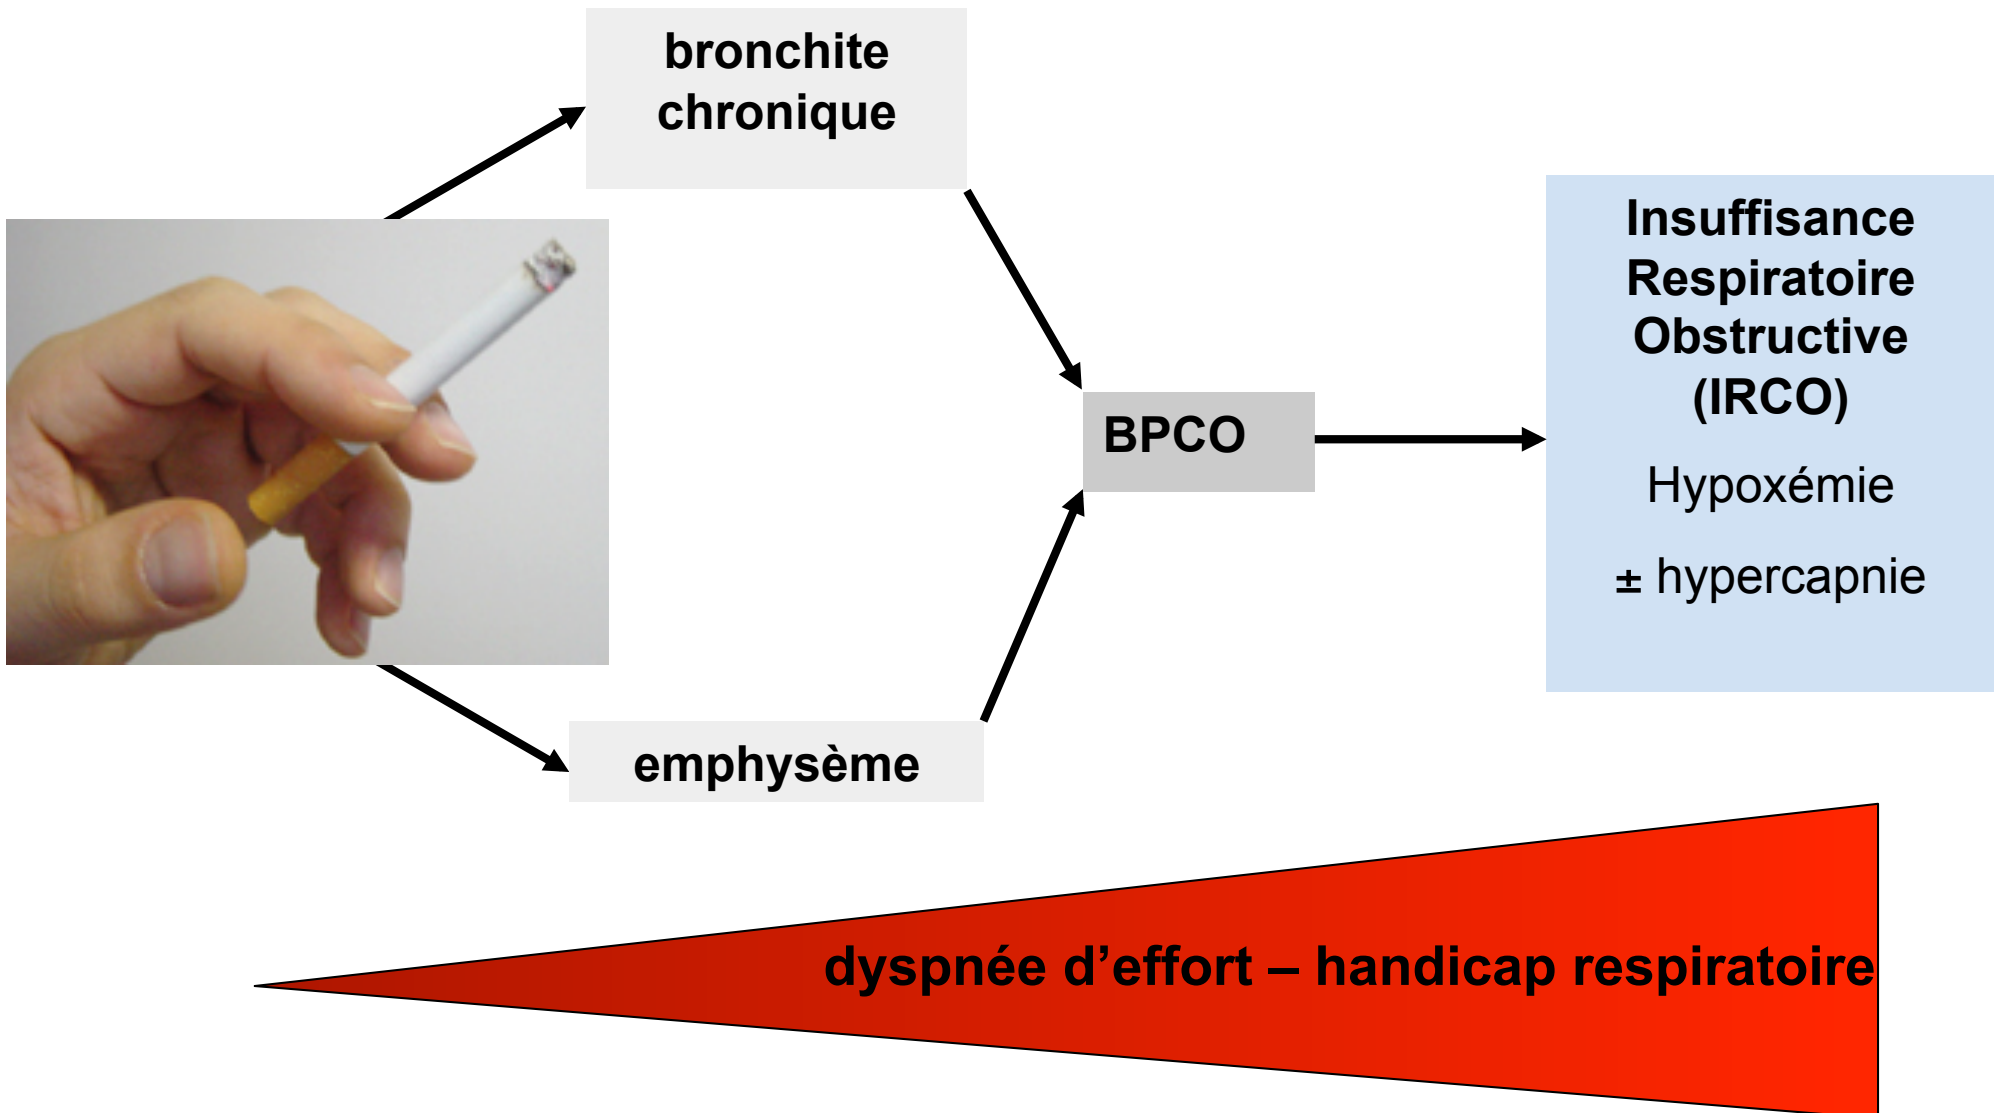 bronchite
chronique
Insuffisance
Respiratoire
Obstructive
(IRCO)
Hypoxémie
± hypercapnie
BPCO
emphysème
dyspnée d’effort – handicap respiratoire